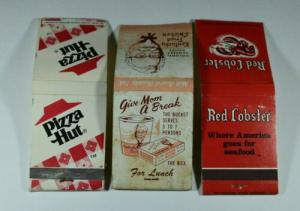 Pizza
Hut
Pizza
Hut
TM
Kentucky
Fried
Chicken
Give Mom
A Break
THE BUCKET
SERVES
5 TO 7
PERSONS
THE BOX
For Lunch
Red Lobster
Red Lobster
Where America
goes for
seafood